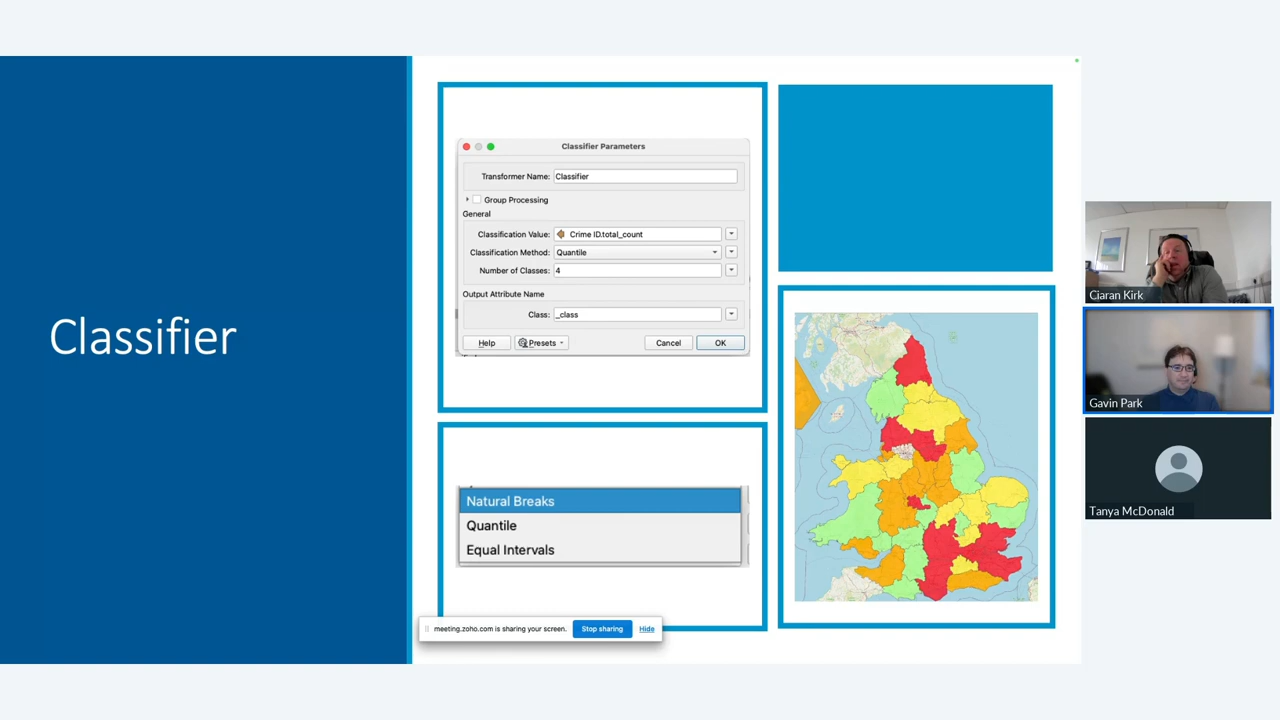 Classifier
Classifier Parameters
Transformer Name: Classifier
Group Processing
General
Classification Value: Crime ID.total_count
Classification Method: Quantile
Number of Classes: 4
Output Attribute Name
Class: _class
Help Presets Cancel OK
Natural Breaks
Quantile
Equal Intervals
meeting.zoho.com is sharing your screen. Stop sharing Hide
Ciaran Kirk
Gavin Park
Tanya McDonald